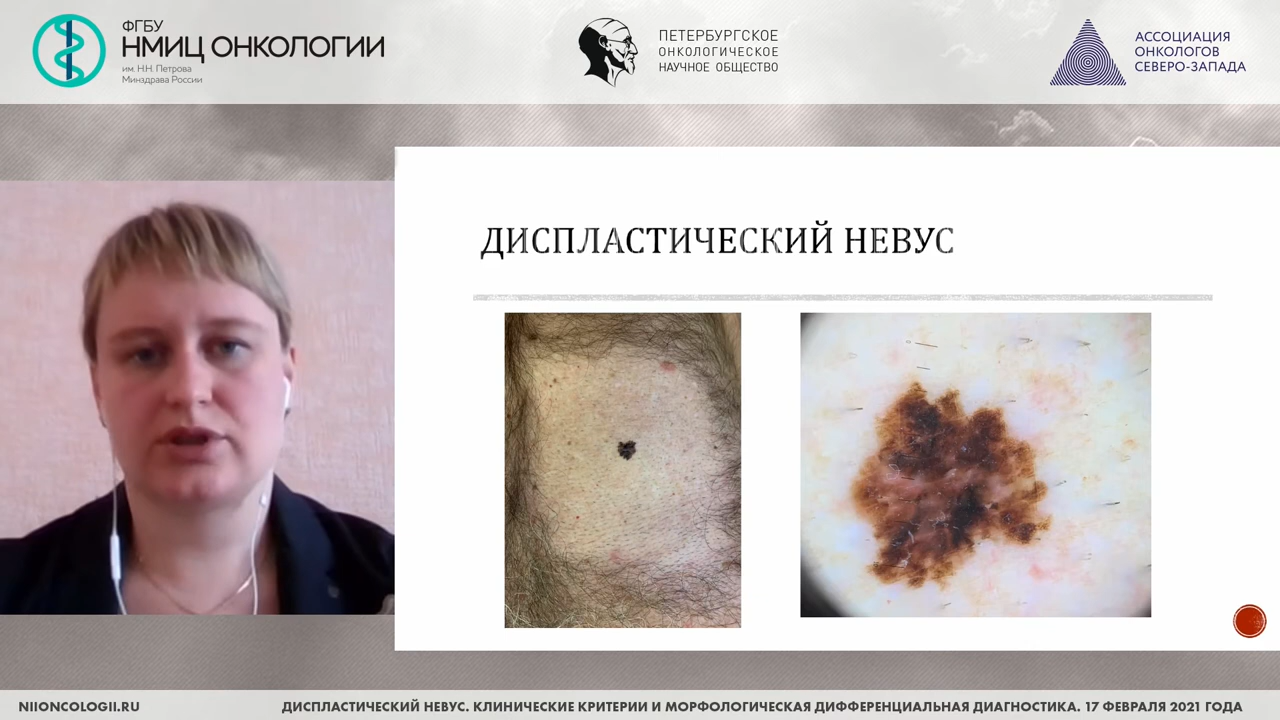 ФГБУ
НМИЦ ОНКОЛОГИИ
им. Н.Н. Петрова
Минздрава России
ПЕТЕРБУРГСКОЕ
ОНКОЛОГИЧЕСКОЕ
НАУЧНОЕ ОБЩЕСТВО
АССОЦИАЦИЯ
ОНКОЛОГОВ
СЕВЕРО-ЗАПАДА
ДИСПЛАСТИЧЕСКИЙ НЕВУС
NIIONCOLOGII.RU
ДИСПЛАСТИЧЕСКИЙ НЕВУС. КЛИНИЧЕСКИЕ КРИТЕРИИ И МОРФОЛОГИЧЕСКАЯ ДИФФЕРЕНЦИАЛЬНАЯ ДИАГНОСТИКА. 17 ФЕВРАЛЯ 2021 ГОДА